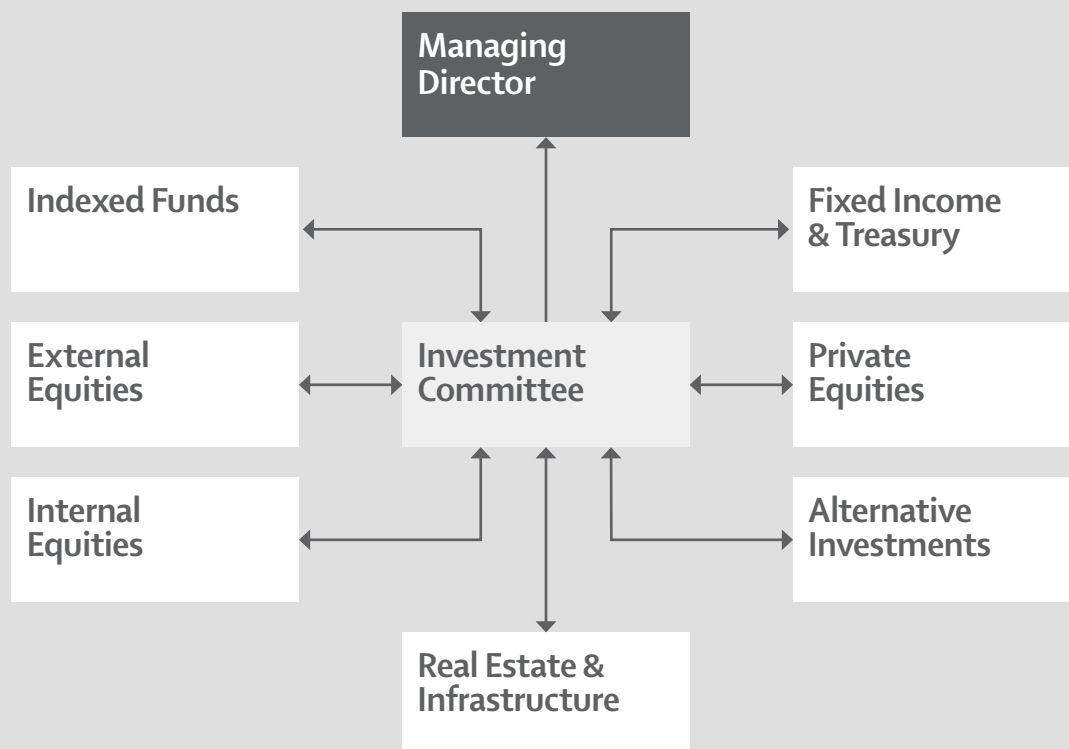 Managing
Director
Indexed Funds
Fixed Income
& Treasury
External
Equities
Investment
Committee
Private
Equities
Internal
Equities
Alternative
Investments
Real Estate &
Infrastructure